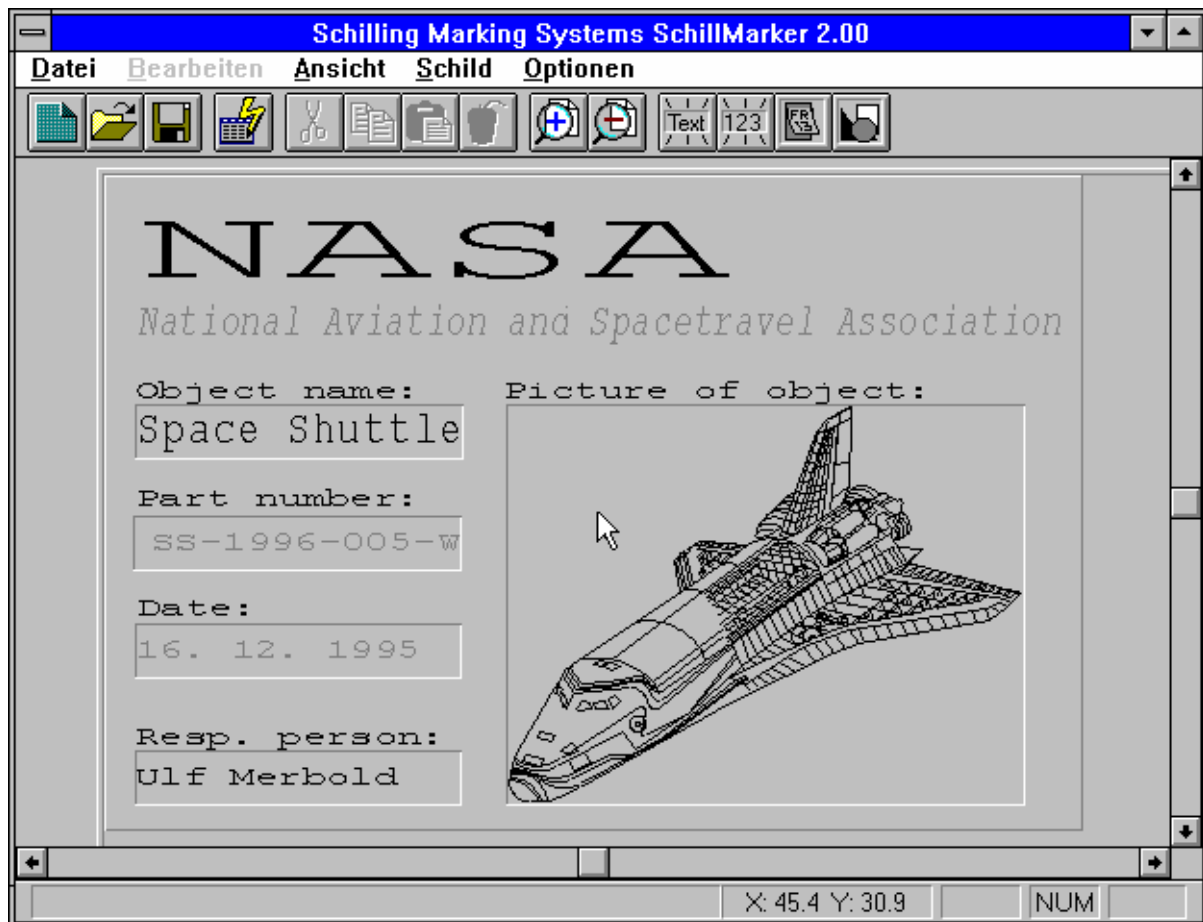 Schilling Marking Systems SchillMarker 2.00
Datei Bearbeiten Ansicht Schild Optionen
Text 123 FR 13
NASA
National Aviation and Spacetravel Association
Object name:
Space Shuttle
Picture of object:
Part number:
SS-1996-005-W
Date:
16. 12. 1995
Resp. person:
Ulf Merbold
X: 45.4 Y: 30.9 NUM